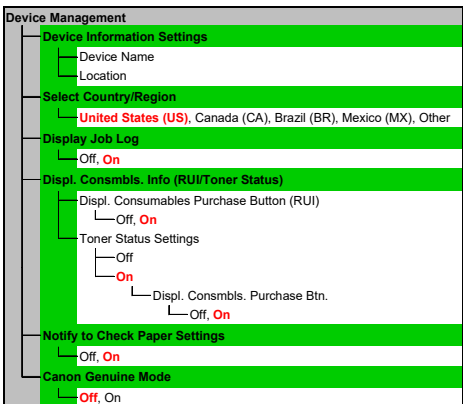 Device Management
Device Information Settings
Device Name
Location
Select Country/Region
United States (US), Canada (CA), Brazil (BR), Mexico (MX), Other
Display Job Log
Off, On
Displ. Consmbls. Info (RUI/Toner Status)
Displ. Consumables Purchase Button (RUI)
Off, On
Toner Status Settings
Off
On
Displ. Consmbls. Purchase Btn.
Off, On
Notify to Check Paper Settings
Off, On
Canon Genuine Mode
Off, On